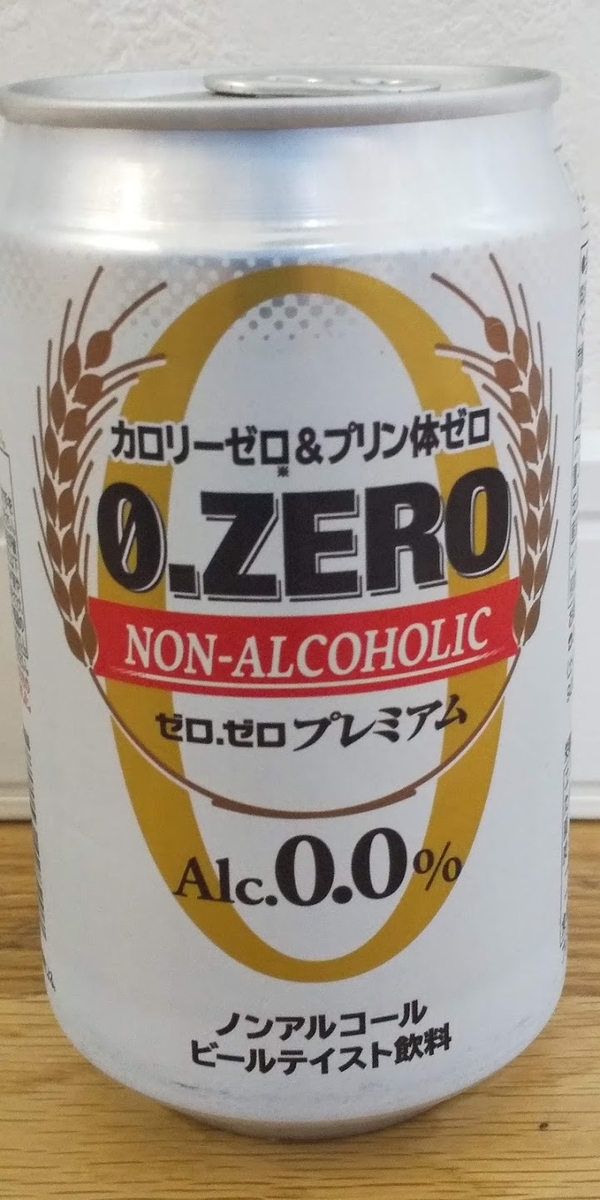 カロリーゼロ&プリン体ゼロ
※
0.ZERO
NON-ALCOHOLIC
ゼロ.ゼロ プレミアム
Alc.0.0%
ノンアルコール
ビールテイスト飲料